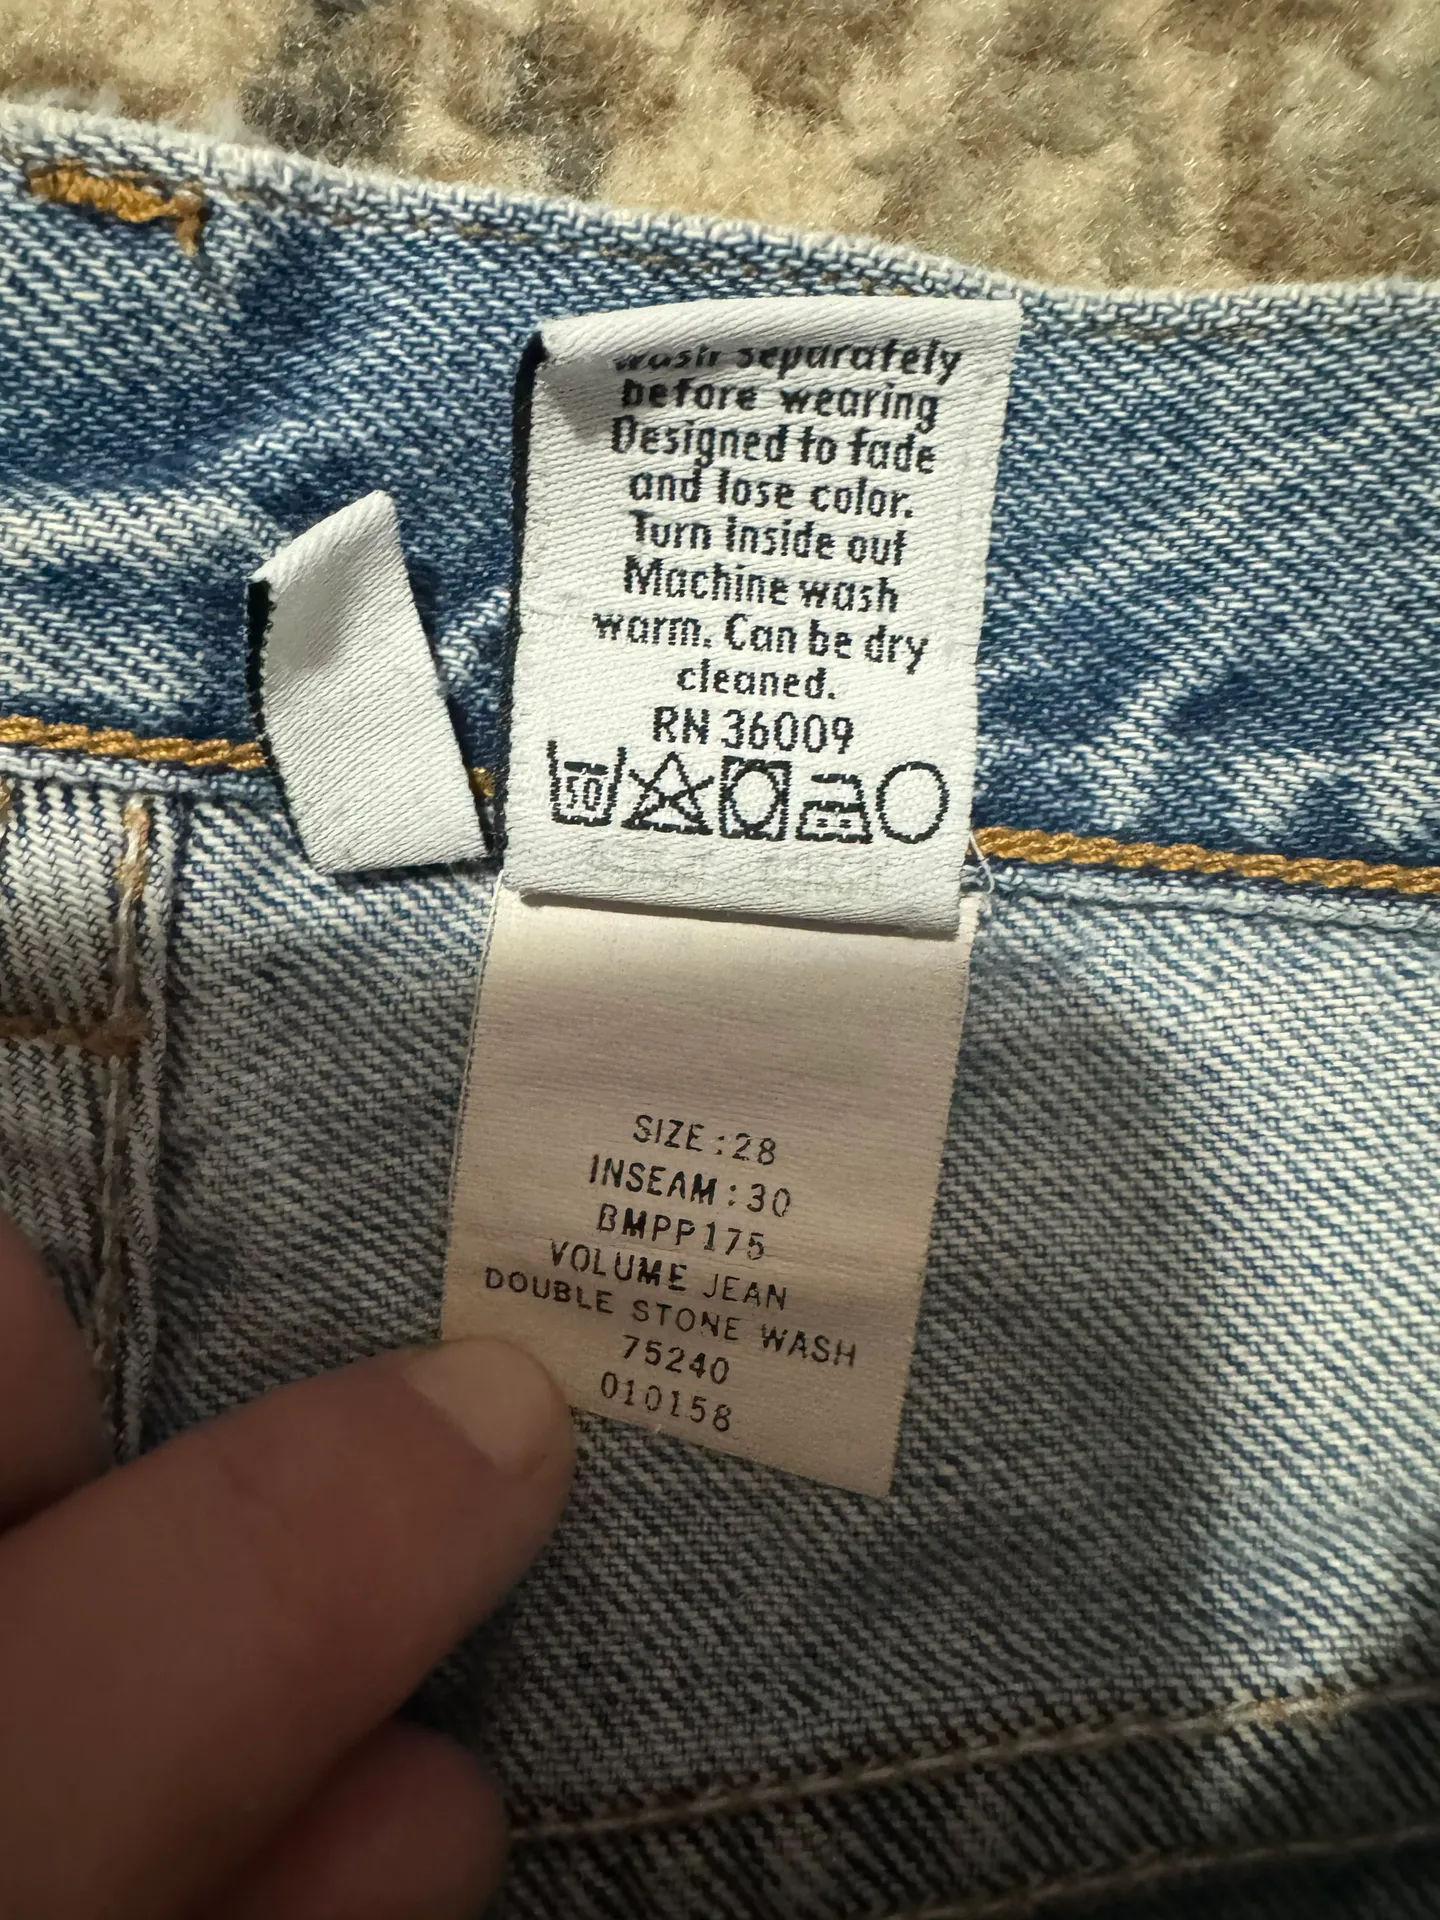 wash separately
before wearing
Designed to fade
and lose color.
Turn inside out
Machine wash
warm. Can be dry
cleaned.
RN 36009
50
SIZE:28
INSEAM:30
BMPP175
VOLUME JEAN
DOUBLE STONE WASH
75240
010158